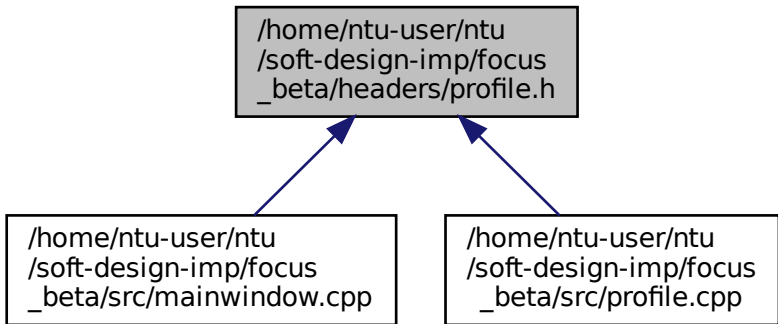 /home/ntu-user/ntu
/soft-design-imp/focus
_beta/headers/profile.h
/home/ntu-user/ntu
/soft-design-imp/focus
_beta/src/mainwindow.cpp
/home/ntu-user/ntu
/soft-design-imp/focus
_beta/src/profile.cpp